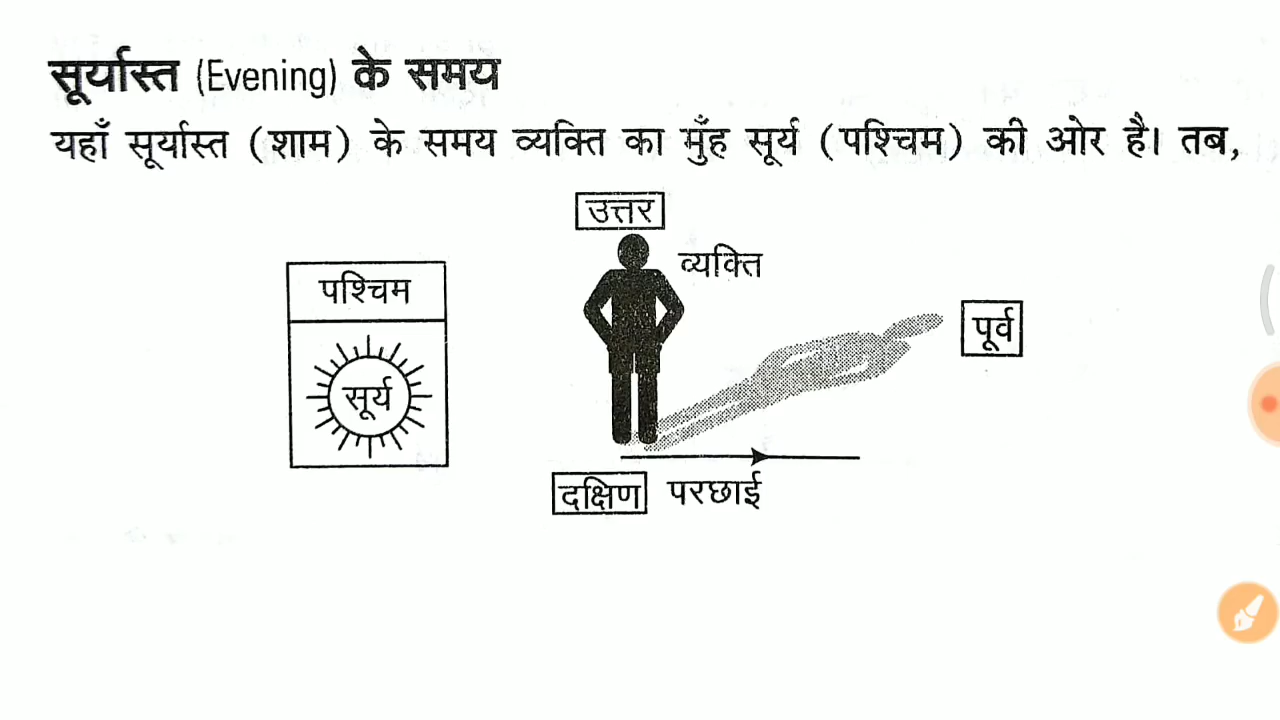 सूर्यास्त (Evening) के समय
यहाँ सूर्यास्त (शाम) के समय व्यक्ति का मुँह सूर्य (पश्चिम) की ओर है। तब,
उत्तर
व्यक्ति
पश्चिम
पूर्व
सूर्य
दक्षिण परछाई